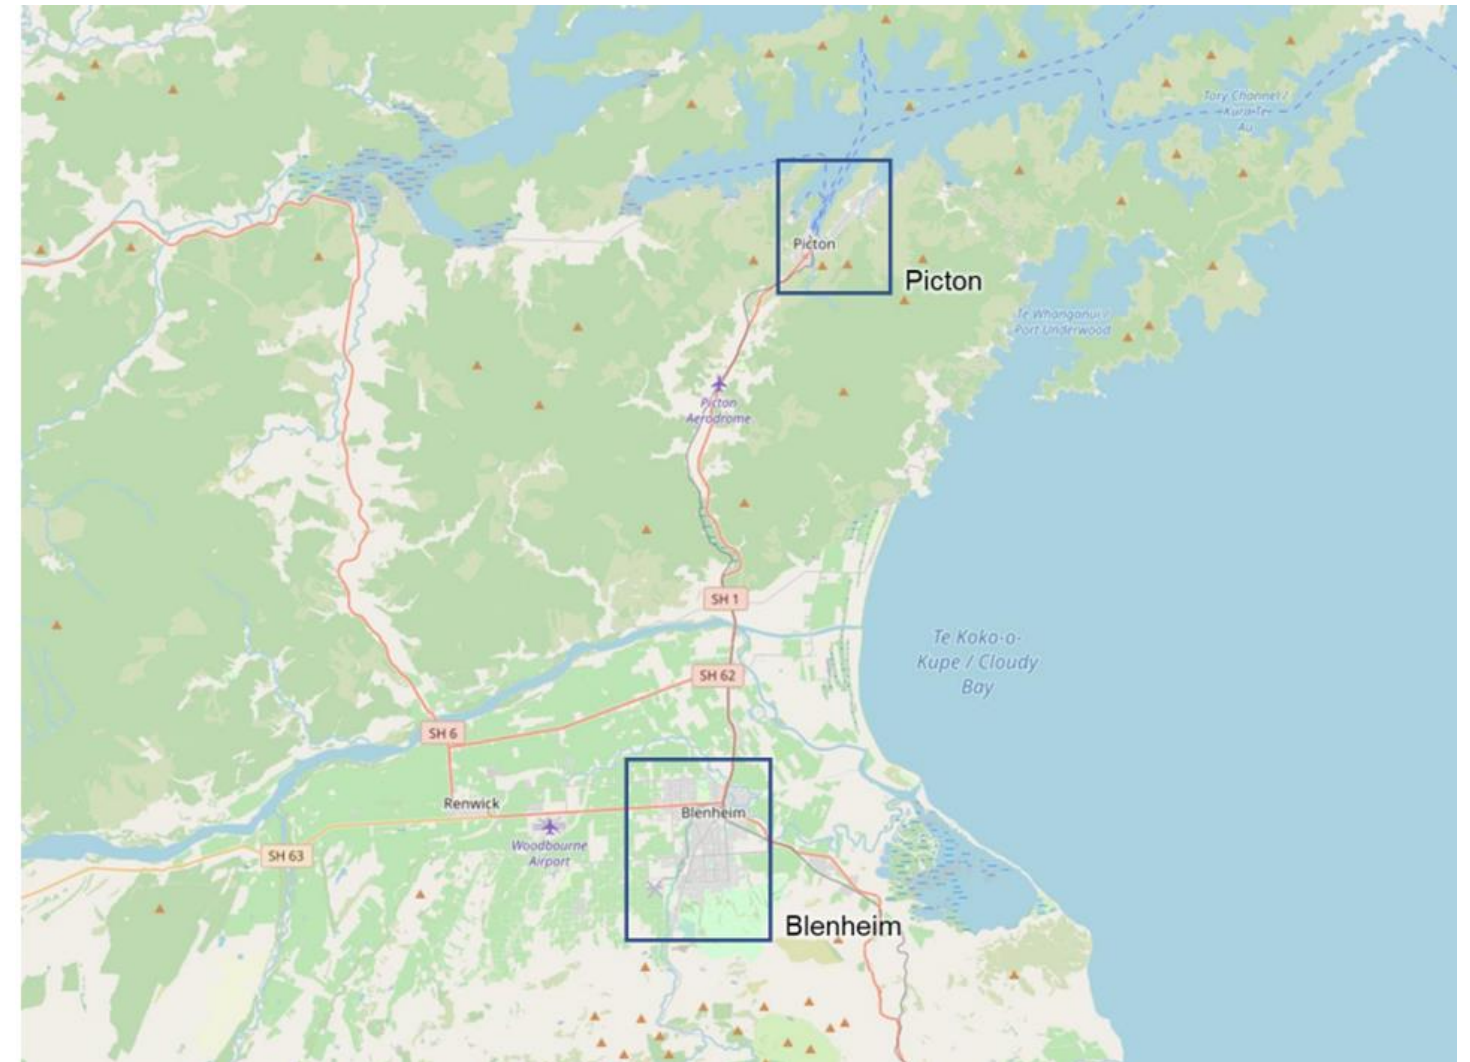 Tory Channel /
Kura Te
Au
Picton
Picton
Te Whanganui /
Port Underwood
Picton
Aerodrome
SH 1
Te Koko-o-
Kupe / Cloudy
Bay
SH 62
SH 6
Renwick
Blenheim
Woodbourne
Airport
SH 63
Blenheim